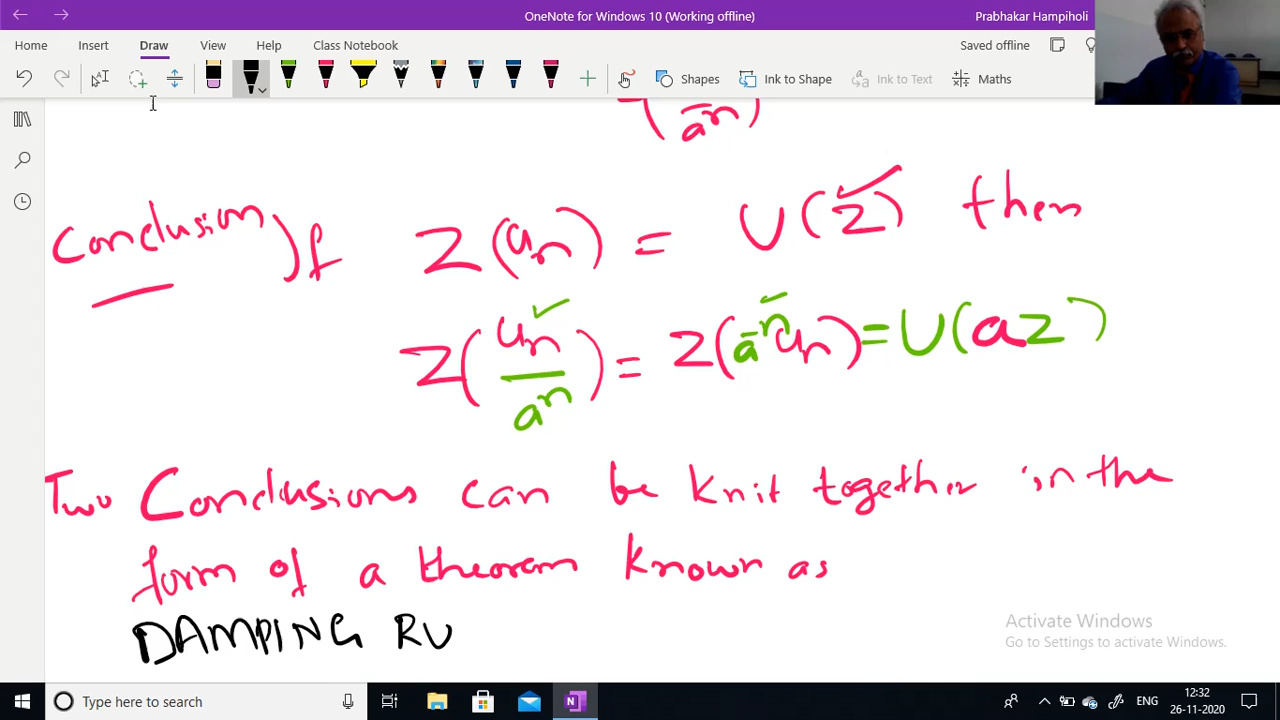 OneNote for Windows 10 (Working offline)
Prabhakar Hampiholi
Home Insert Draw View Help Class Notebook
Saved offline
Shapes Ink to Shape Ink to Text Maths
(a⁻ⁿ)
Conclusion) If Z(uₙ) = U(z) then
Z(uₙ/aⁿ) = Z(a⁻ⁿuₙ) = U(az)
Two Conclusions can be knit together in the
form of a theoram known as
DAMPING RU
Activate Windows
Go to Settings to activate Windows.
Type here to search
ENG
12:32
26-11-2020